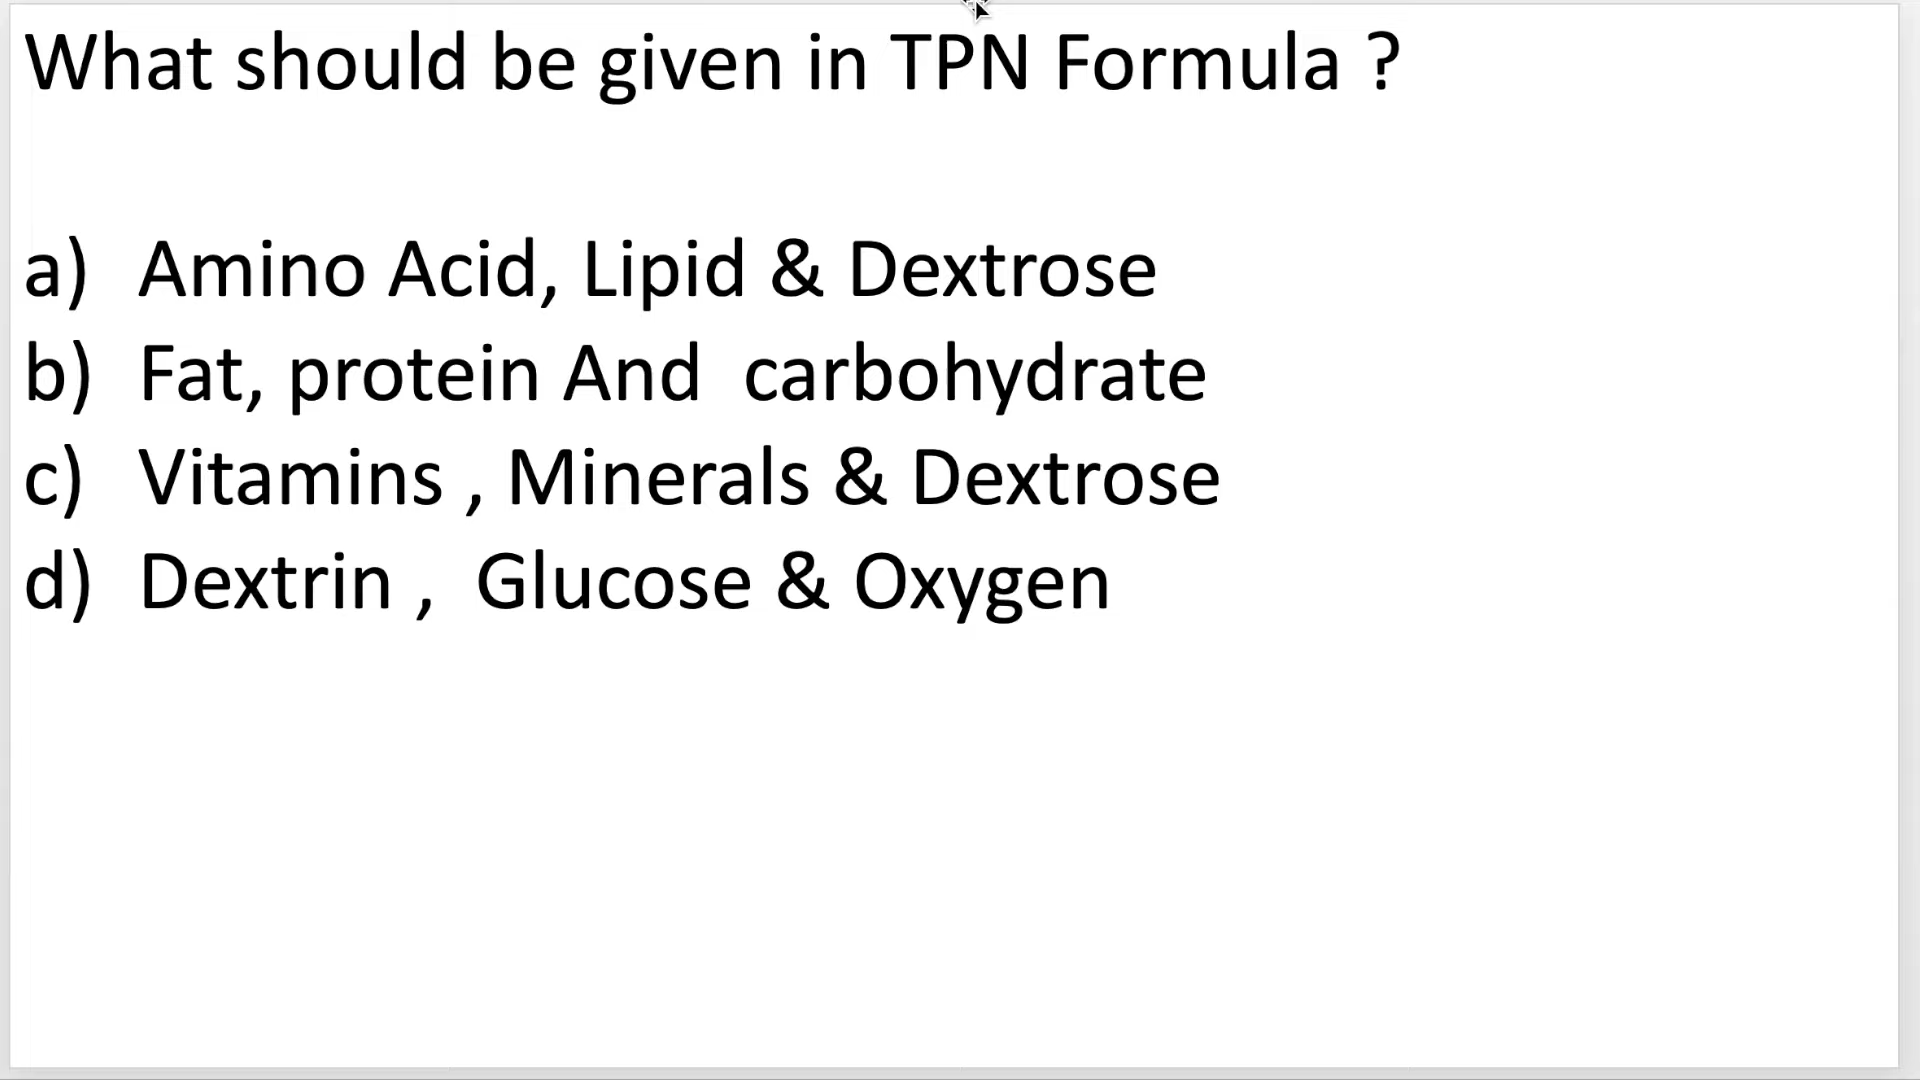 What should be given in TPN Formula ?
a) Amino Acid, Lipid & Dextrose
b) Fat, protein And  carbohydrate
c) Vitamins , Minerals & Dextrose
d) Dextrin ,  Glucose & Oxygen